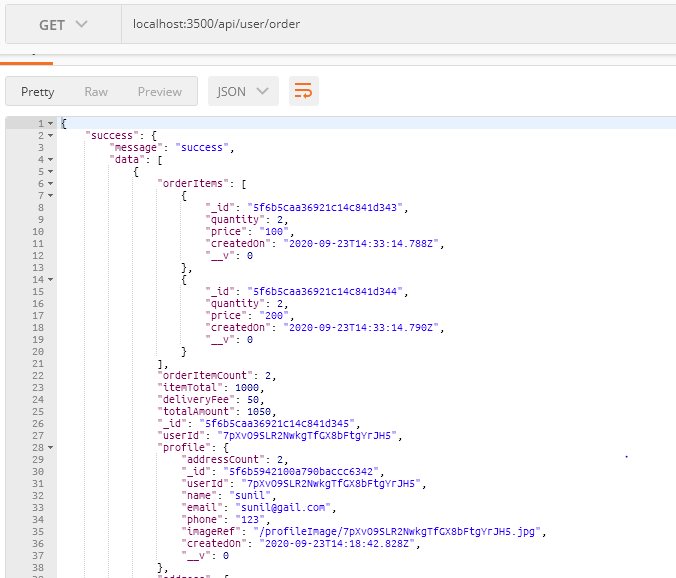 GET localhost:3500/api/user/order
Pretty Raw Preview JSON
1 {
2 "success": {
3 "message": "success",
4 "data": [
5 {
6 "orderItems": [
7 {
8 "_id": "5f6b5caa36921c14c841d343",
9 "quantity": 2,
10 "price": "100",
11 "createdOn": "2020-09-23T14:33:14.788Z",
12 "__v": 0
13 },
14 {
15 "_id": "5f6b5caa36921c14c841d344",
16 "quantity": 2,
17 "price": "200",
18 "createdOn": "2020-09-23T14:33:14.790Z",
19 "__v": 0
20 }
21 ],
22 "orderItemCount": 2,
23 "itemTotal": 1000,
24 "deliveryFee": 50,
25 "totalAmount": 1050,
26 "_id": "5f6b5caa36921c14c841d345",
27 "userId": "7pXvO9SLR2NwkgTfGX8bFtgYrJH5",
28 "profile": {
29 "addressCount": 2,
30 "_id": "5f6b5942100a790baccc6342",
31 "userId": "7pXvO9SLR2NwkgTfGX8bFtgYrJH5",
32 "name": "sunil",
33 "email": "sunil@gail.com",
34 "phone": "123",
35 "imageRef": "/profileImage/7pXvO9SLR2NwkgTfGX8bFtgYrJH5.jpg",
36 "createdOn": "2020-09-23T14:18:42.828Z",
37 "__v": 0
38 },